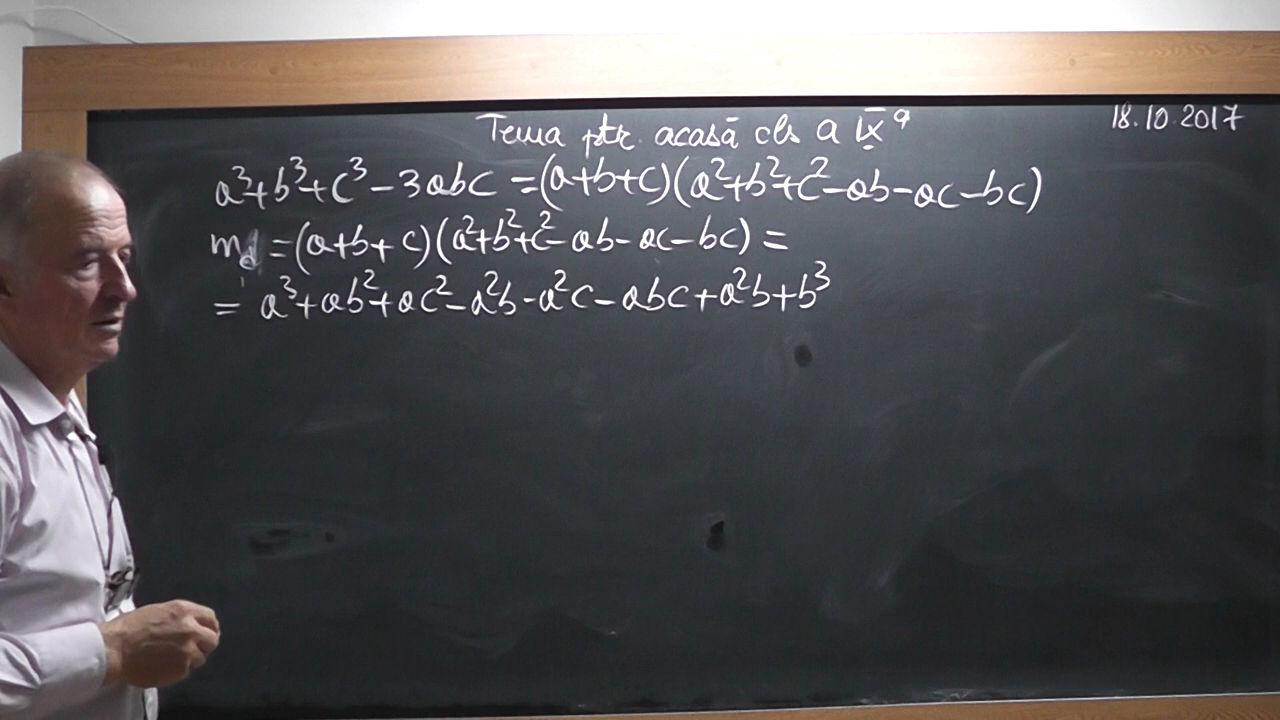 Tema ptr. acasă cls a IX ª
18.10.2017
a³+b³+c³-3abc=(a+b+c)(a²+b²+c²-ab-ac-bc)
m_d=(a+b+c)(a²+b²+c²-ab-ac-bc)=
=a³+ab²+ac²-a²b-a²c-abc+a²b+b³